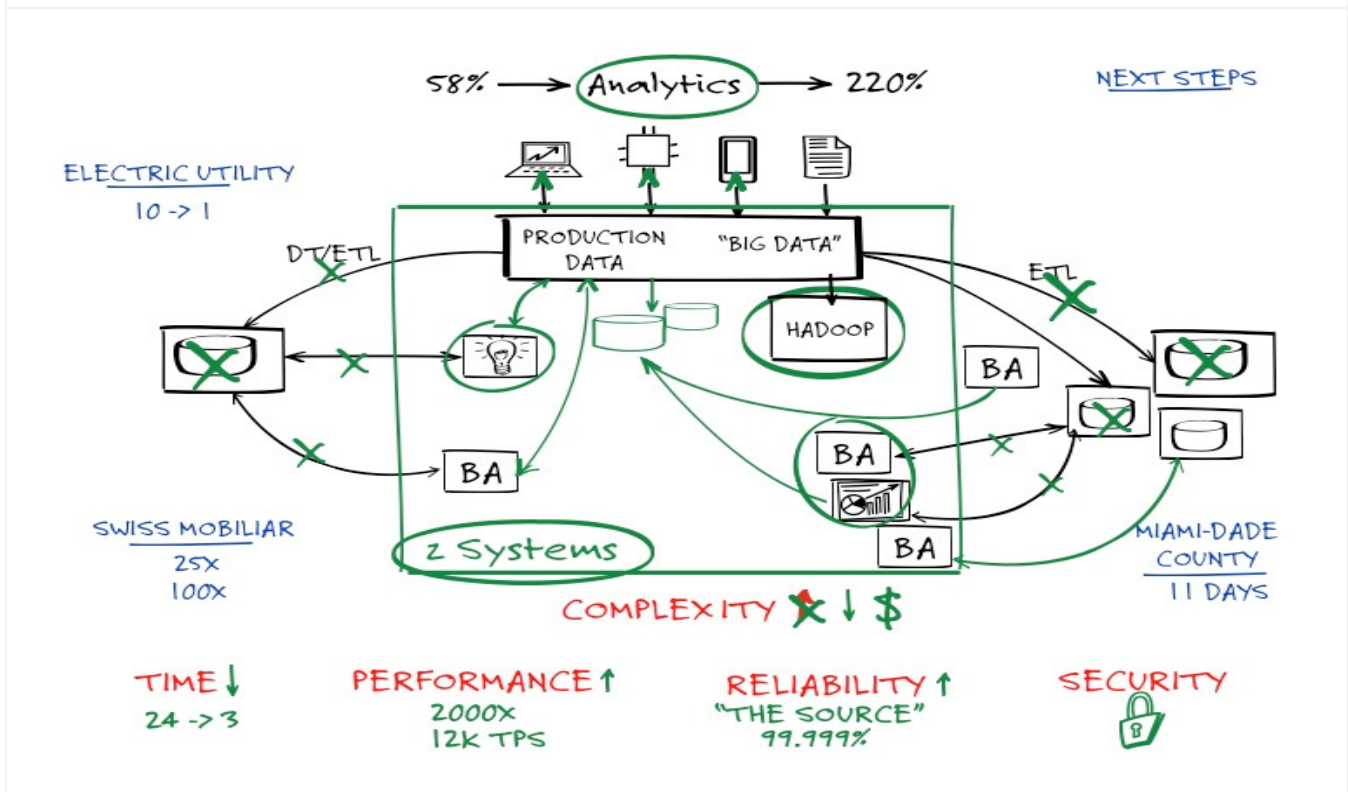 58%
Analytics
220%
NEXT STEPS
ELECTRIC UTILITY
10 -> 1
PRODUCTION
DATA
"BIG DATA"
DT/ETL
ETL
HADOOP
BA
BA
BA
BA
z Systems
SWISS MOBILIAR
25X
100X
MIAMI-DADE
COUNTY
11 DAYS
COMPLEXITY ↓ $
TIME ↓
24 -> 3
PERFORMANCE ↑
2000X
12K TPS
RELIABILITY ↑
"THE SOURCE"
99.999%
SECURITY